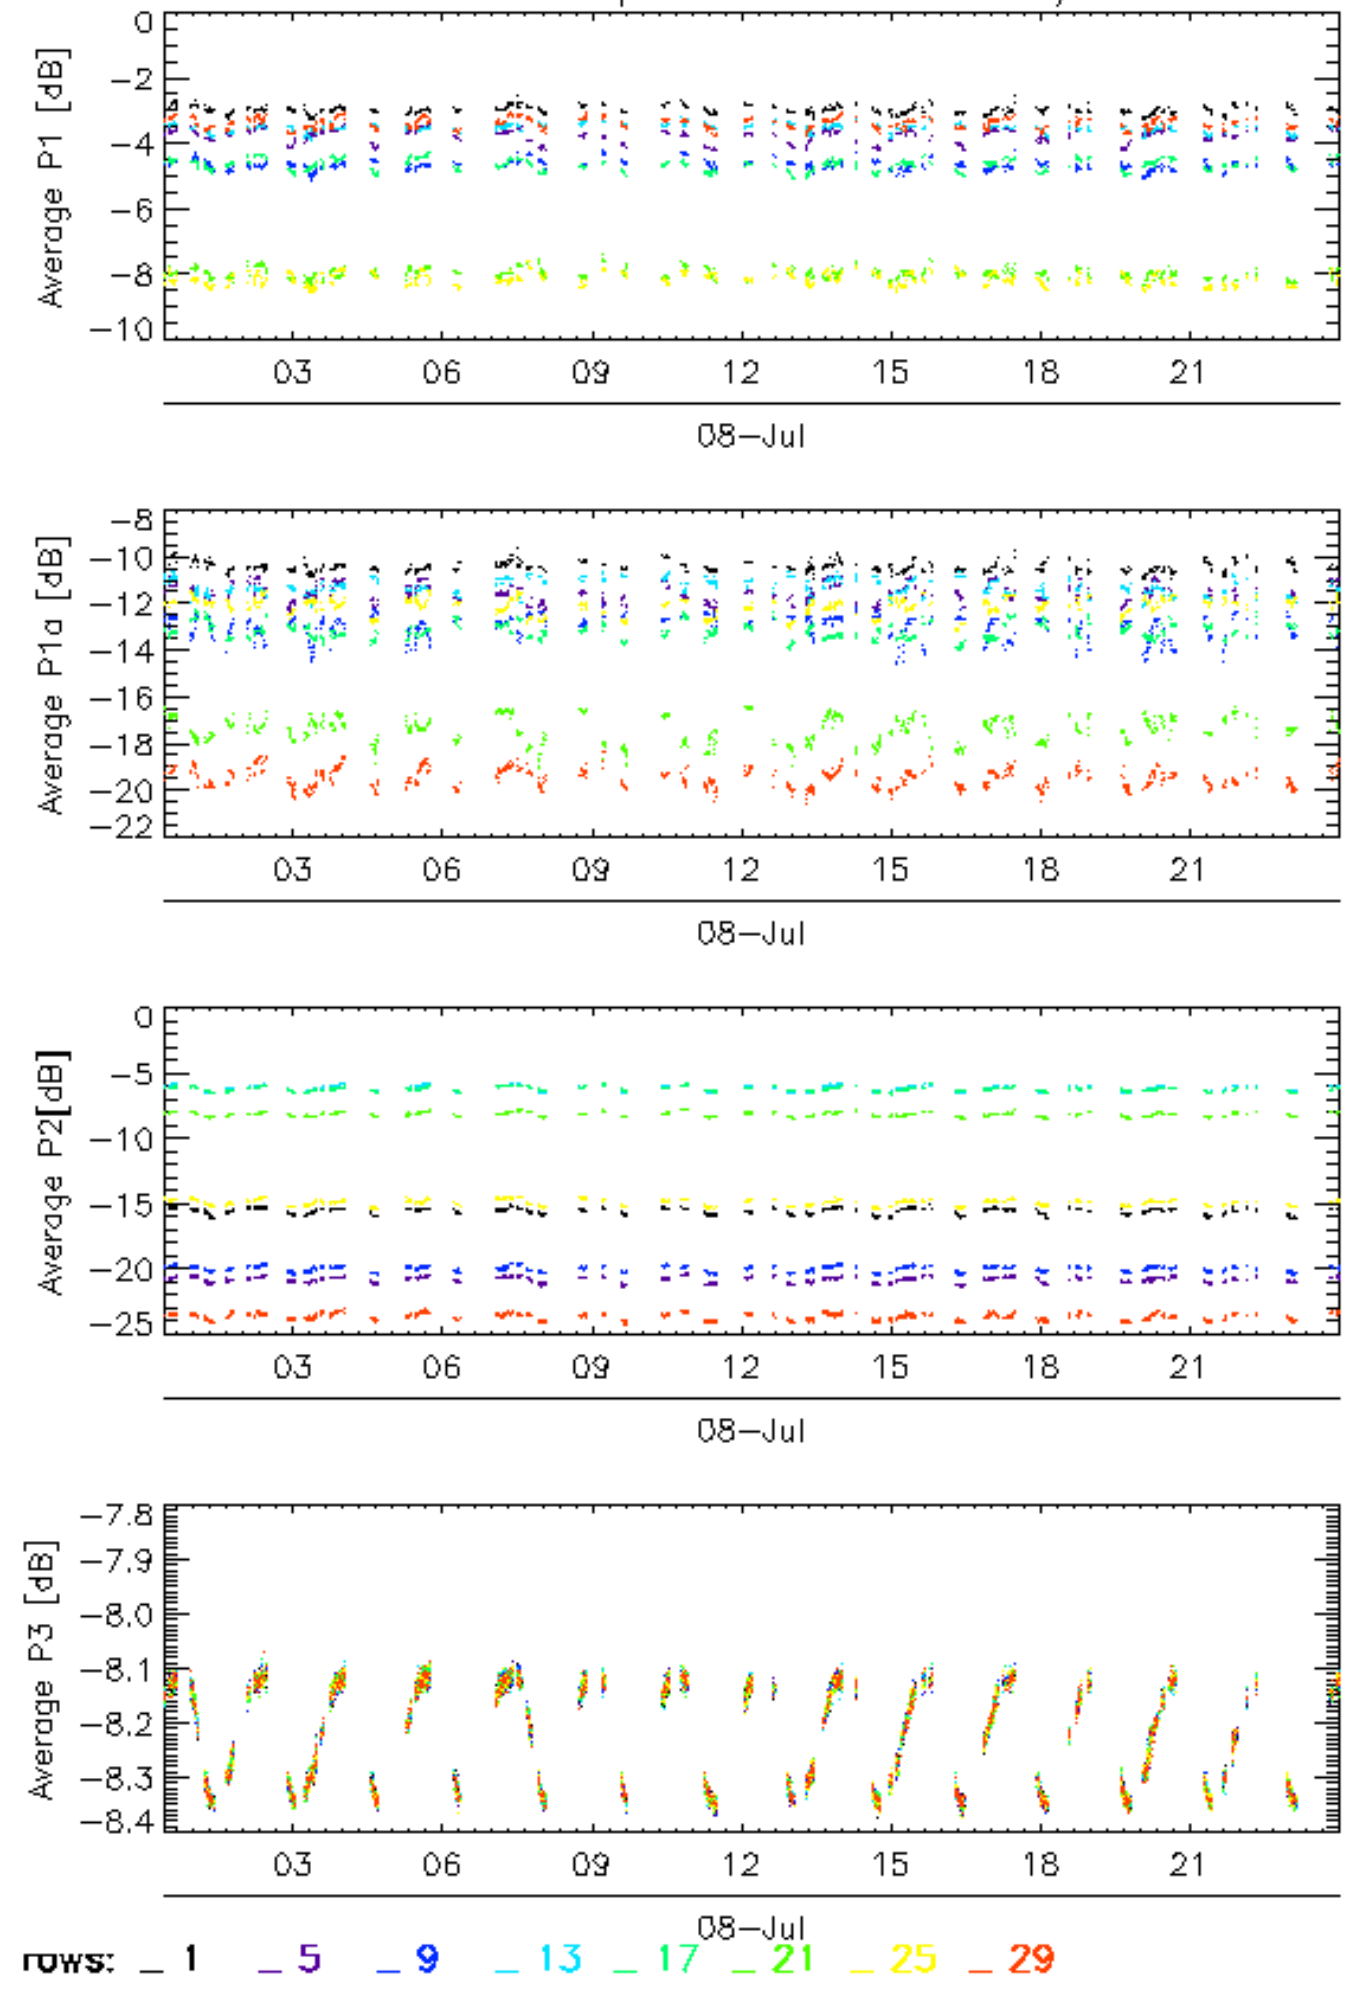 Average P1 [dB]
0
−2
−4
−6
−8
−10
03 06 09 12 15 18 21
08−Jul
Average P1a [dB]
−8
−10
−12
−14
−16
−18
−20
−22
03 06 09 12 15 18 21
08−Jul
Average P2[dB]
0
−5
−10
−15
−20
−25
03 06 09 12 15 18 21
08−Jul
Average P3 [dB]
−7.8
−7.9
−8.0
−8.1
−8.2
−8.3
−8.4
03 06 09 12 15 18 21
08−Jul
rows: _ 1 _ 5 _ 9 _ 13 _ 17 _ 21 _ 25 _ 29